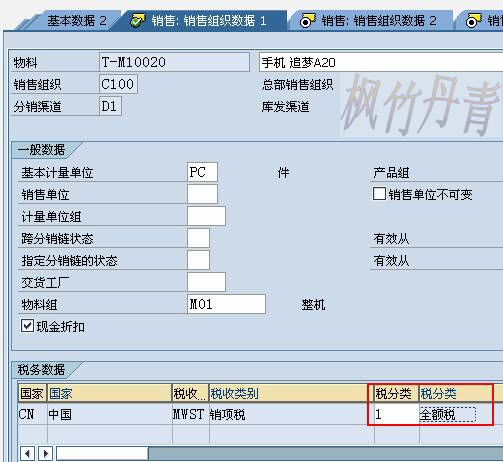 基本数据 2 销售: 销售组织数据 1 销售: 销售组织数据 2 销
物料 T-M10020 手机 追梦A20
销售组织 C100 总部销售组织
分销渠道 D1 库发渠道
枫竹丹青
一般数据
基本计量单位 PC 件 产品组
销售单位 销售单位不可变
计量单位组
跨分销链状态 有效从
指定分销链的状态 有效从
交货工厂
物料组 M01 整机
现金折扣
税务数据
国家 国家 税收... 税收类别 税分类 税分类
CN 中国 MWST 销项税 1 全额税